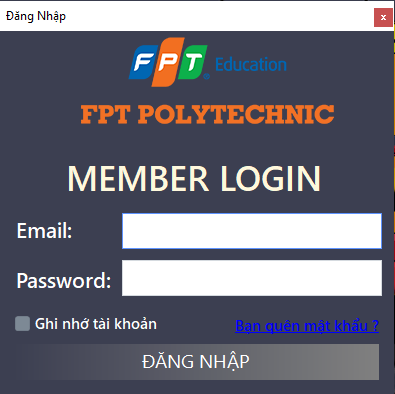 Đăng Nhập
x
FPT. Education
FPT POLYTECHNIC
MEMBER LOGIN
Email:
Password:
Ghi nhớ tài khoản Bạn quên mật khẩu ?
ĐĂNG NHẬP